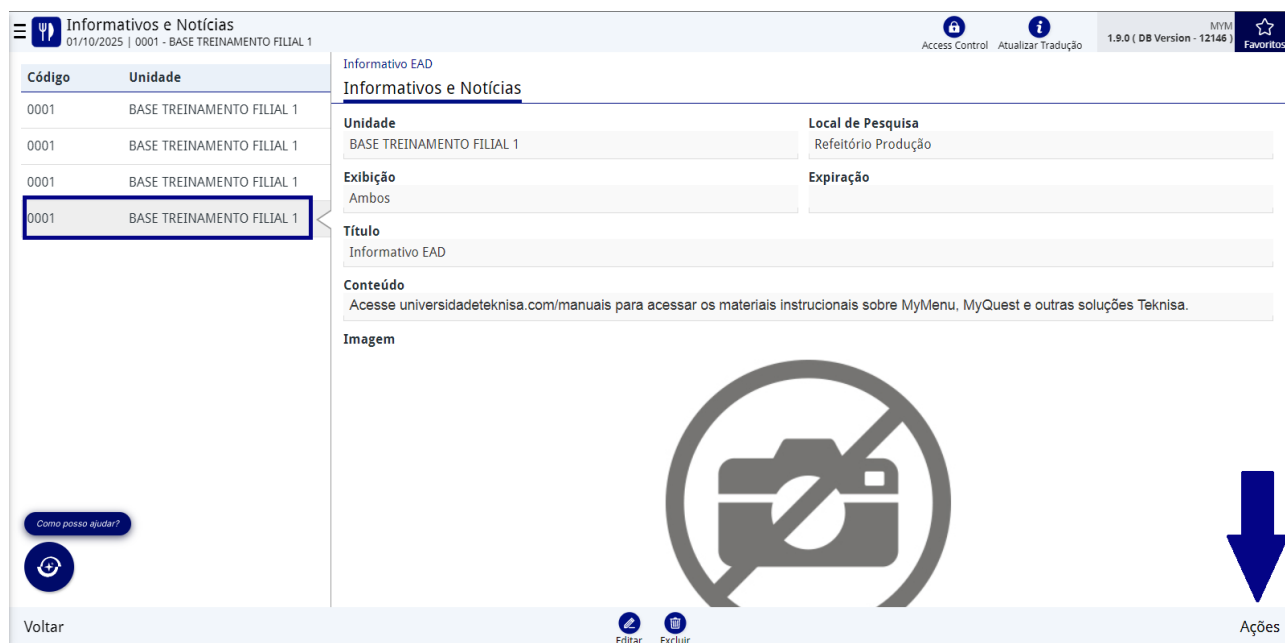 Informativos e Notícias
01/10/2025 | 0001 - BASE TREINAMENTO FILIAL 1
Access Control
Atualizar Tradução
MYM
1.9.0 ( DB Version - 12146 )
Favoritos
Código Unidade
0001 BASE TREINAMENTO FILIAL 1
0001 BASE TREINAMENTO FILIAL 1
0001 BASE TREINAMENTO FILIAL 1
0001 BASE TREINAMENTO FILIAL 1
Informativo EAD
Informativos e Notícias
Unidade
BASE TREINAMENTO FILIAL 1
Local de Pesquisa
Refeitório Produção
Exibição
Ambos
Expiração
Título
Informativo EAD
Conteúdo
Acesse universidadeteknisa.com/manuais para acessar os materiais instrucionais sobre MyMenu, MyQuest e outras soluções Teknisa.
Imagem
Como posso ajudar?
Voltar
Editar
Excluir
Ações